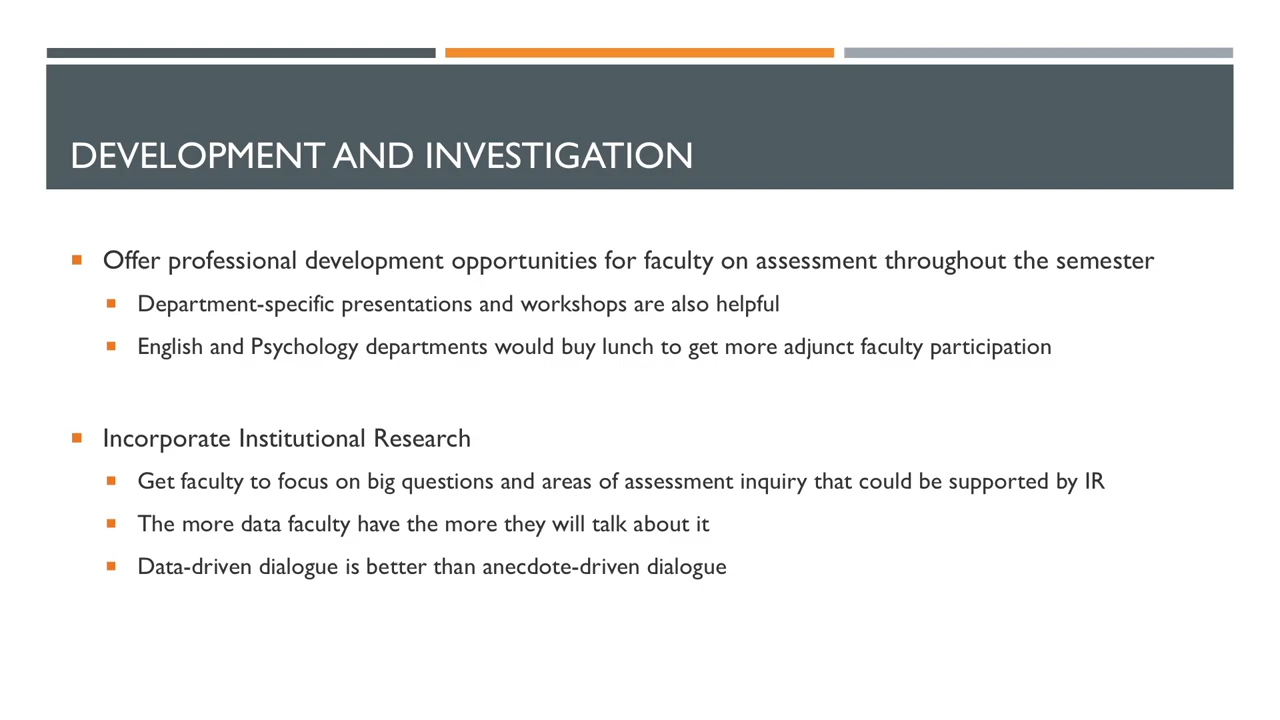 DEVELOPMENT AND INVESTIGATION
Offer professional development opportunities for faculty on assessment throughout the semester
Department-specific presentations and workshops are also helpful
English and Psychology departments would buy lunch to get more adjunct faculty participation
Incorporate Institutional Research
Get faculty to focus on big questions and areas of assessment inquiry that could be supported by IR
The more data faculty have the more they will talk about it
Data-driven dialogue is better than anecdote-driven dialogue